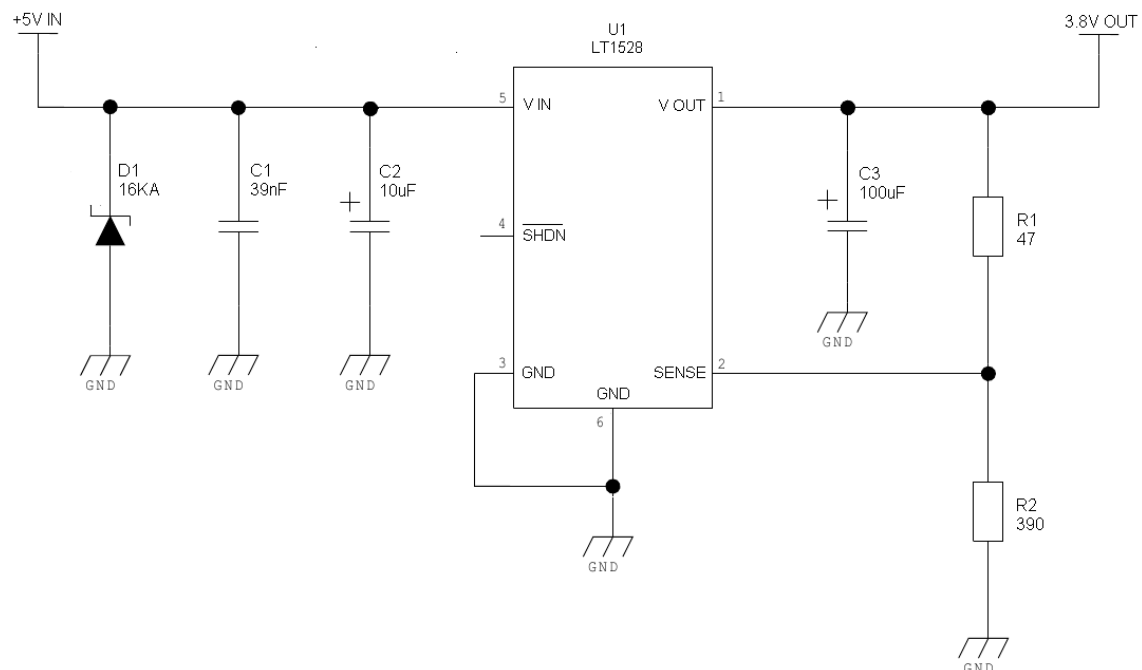 +5V IN
3.8V OUT
U1
LT1528
5
V IN
V OUT
1
D1
16KA
C1
39nF
C2
10uF
+
4
SHDN
C3
100uF
+
R1
47
3
GND
SENSE
2
GND
6
GND
GND
GND
GND
R2
390
GND
GND